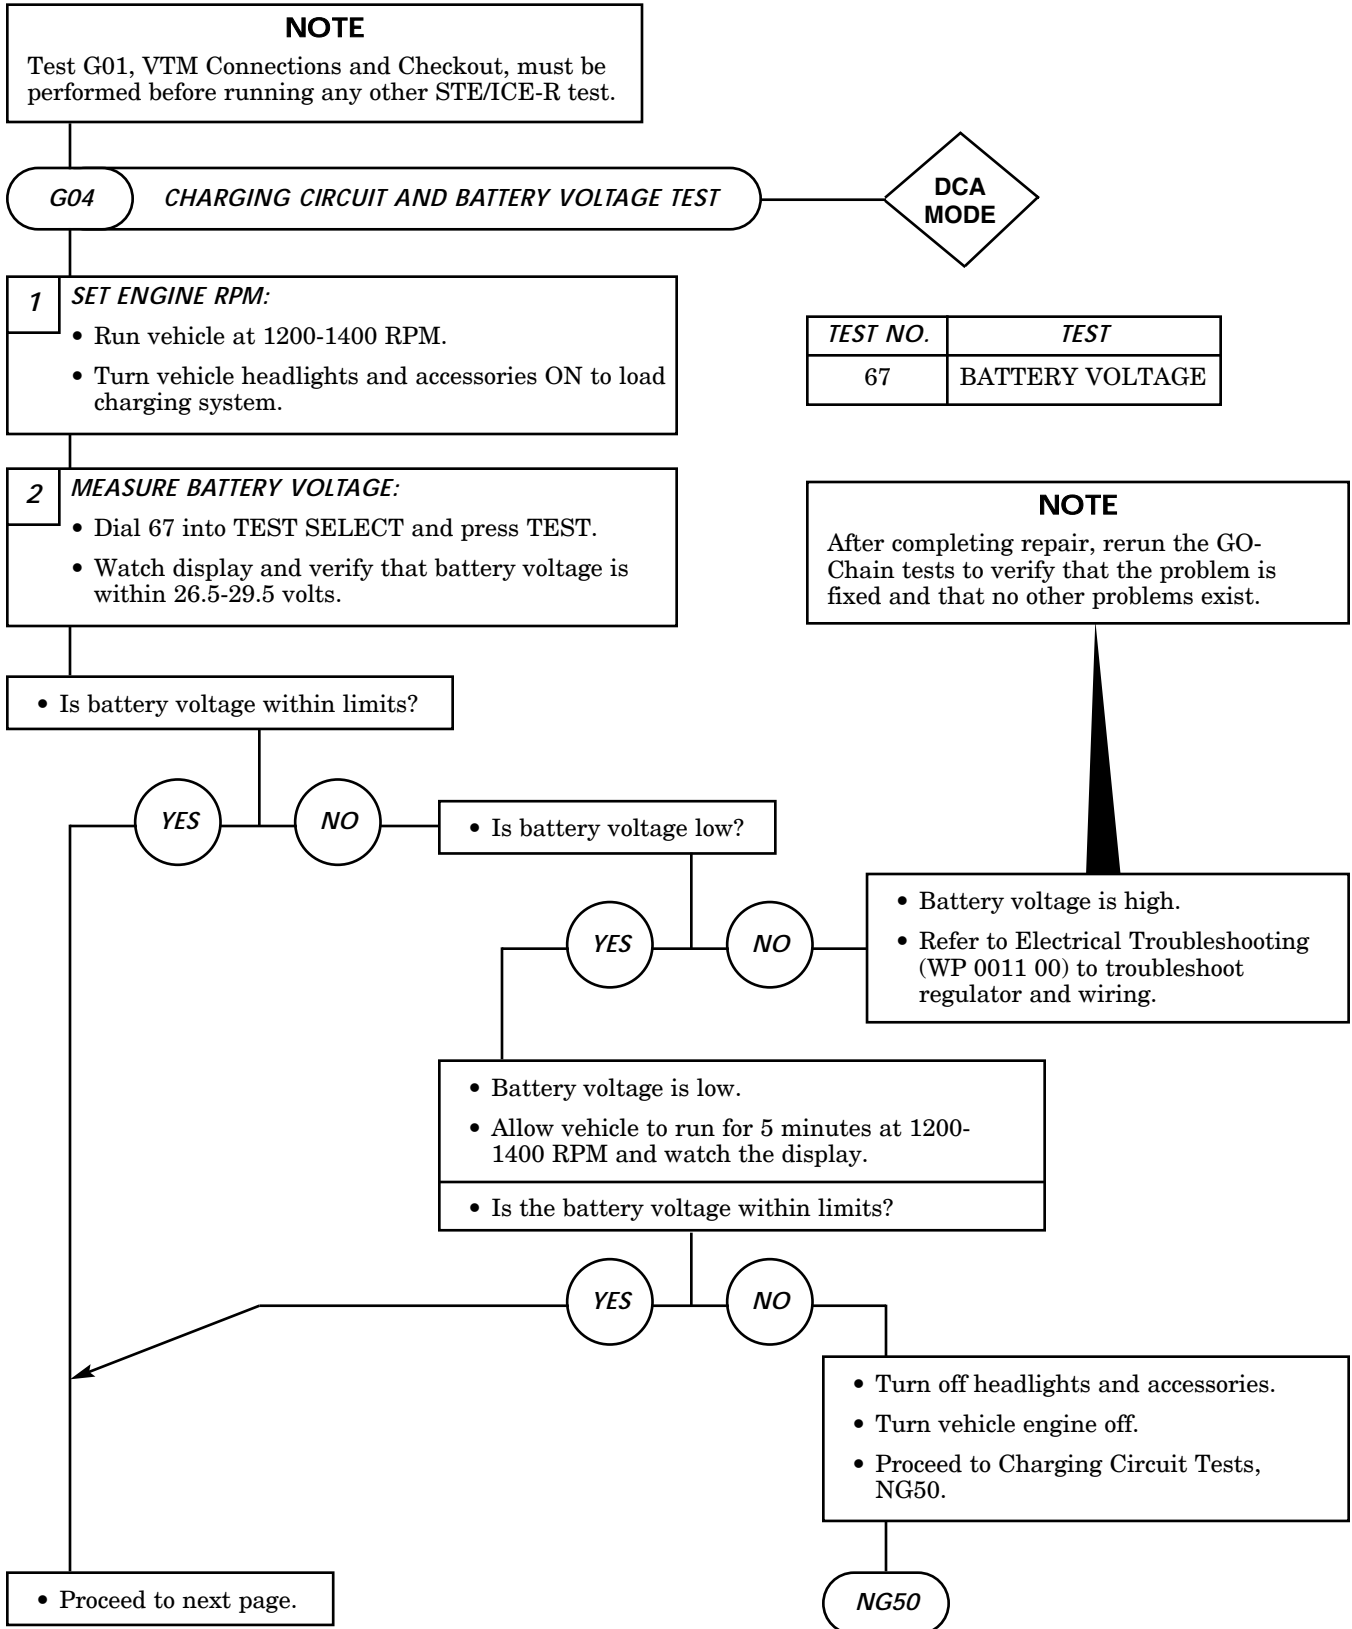 NOTE
Test G01, VTM Connections and Checkout, must be
performed before running any other STE/ICE-R test.
G04
CHARGING CIRCUIT AND BATTERY VOLTAGE TEST
DCA
MODE
1
SET ENGINE RPM:
• Run vehicle at 1200-1400 RPM.
• Turn vehicle headlights and accessories ON to load
charging system.
TEST NO. TEST
67 BATTERY VOLTAGE
2
MEASURE BATTERY VOLTAGE:
• Dial 67 into TEST SELECT and press TEST.
• Watch display and verify that battery voltage is
within 26.5-29.5 volts.
NOTE
After completing repair, rerun the GO-
Chain tests to verify that the problem is
fixed and that no other problems exist.
• Is battery voltage within limits?
YES
NO
• Is battery voltage low?
YES
NO
• Battery voltage is high.
• Refer to Electrical Troubleshooting
(WP 0011 00) to troubleshoot
regulator and wiring.
• Battery voltage is low.
• Allow vehicle to run for 5 minutes at 1200-
1400 RPM and watch the display.
• Is the battery voltage within limits?
YES
NO
• Turn off headlights and accessories.
• Turn vehicle engine off.
• Proceed to Charging Circuit Tests,
NG50.
• Proceed to next page.
NG50